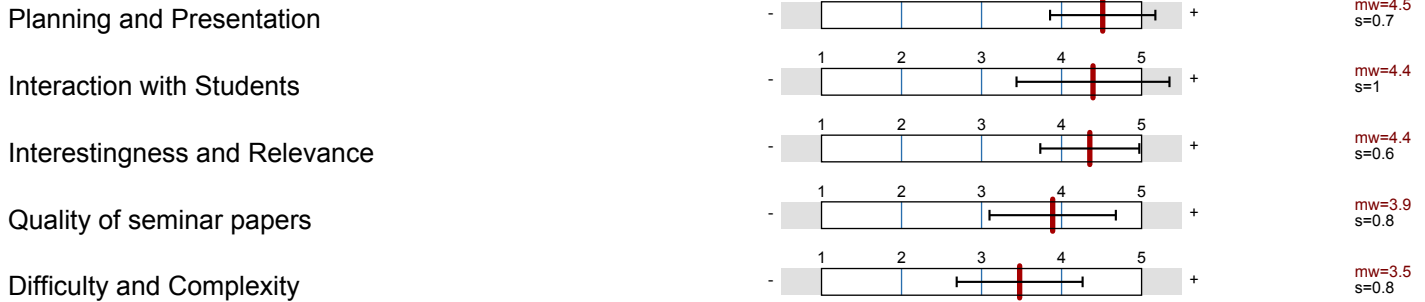 Planning and Presentation - + mw=4.5
s=0.7
1 2 3 4 5
Interaction with Students - + mw=4.4
s=1
1 2 3 4 5
Interestingness and Relevance - + mw=4.4
s=0.6
1 2 3 4 5
Quality of seminar papers - + mw=3.9
s=0.8
1 2 3 4 5
Difficulty and Complexity - + mw=3.5
s=0.8